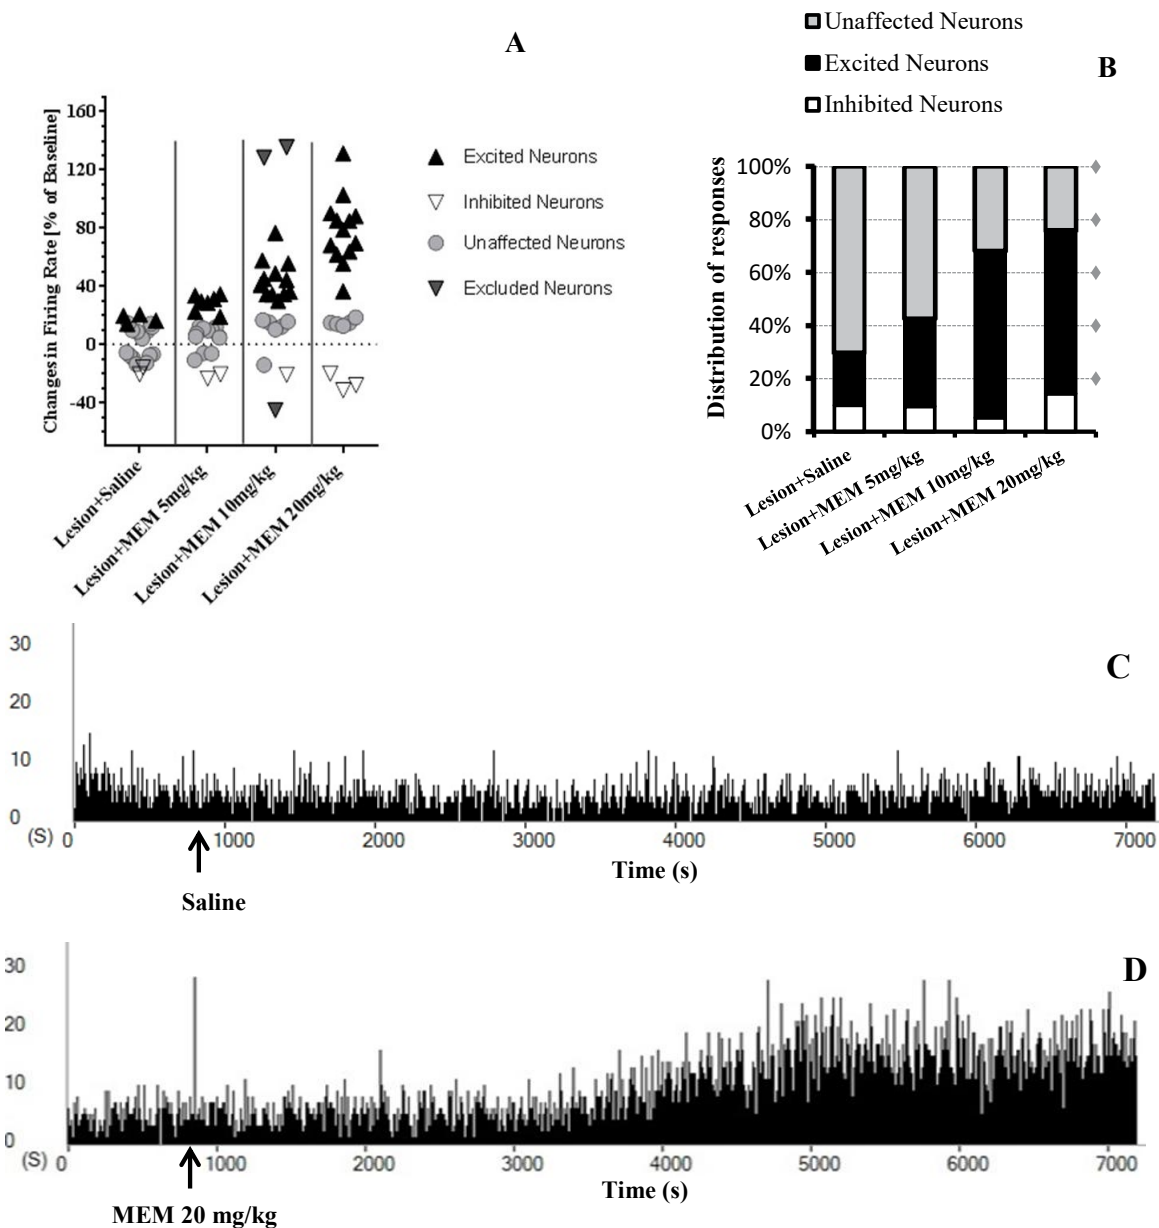 A
Changes in Firing Rate [% of Baseline]
160
120
80
40
0
-40
Lesion+Saline
Lesion+MEM 5mg/kg
Lesion+MEM 10mg/kg
Lesion+MEM 20mg/kg
Excited Neurons
Inhibited Neurons
Unaffected Neurons
Excluded Neurons
Unaffected Neurons
Excited Neurons
Inhibited Neurons
B
Distribution of responses
100%
80%
60%
40%
20%
0%
Lesion+Saline
Lesion+MEM 5mg/kg
Lesion+MEM 10mg/kg
Lesion+MEM 20mg/kg
C
30
20
10
0
(S) 0 1000 2000 3000 4000 5000 6000 7000
Time (s)
Saline
D
30
20
10
0
(S) 0 1000 2000 3000 4000 5000 6000 7000
Time (s)
MEM 20 mg/kg